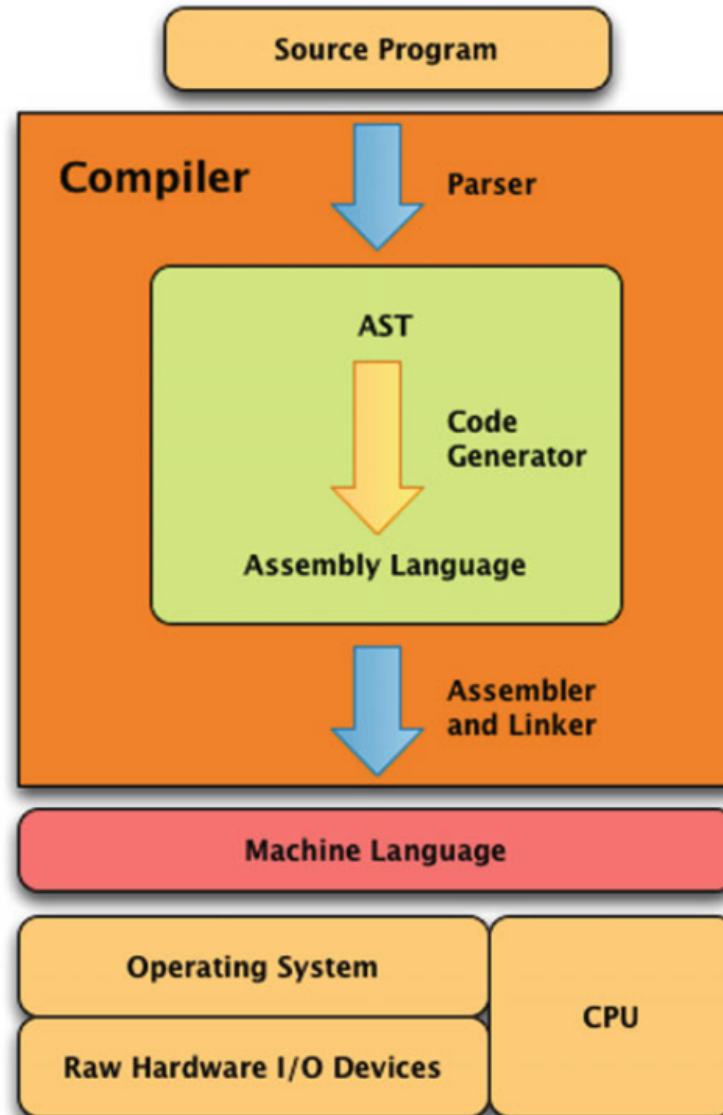 Source Program
Compiler
Parser
AST
Code
Generator
Assembly Language
Assembler
and Linker
Machine Language
Operating System
CPU
Raw Hardware I/O Devices